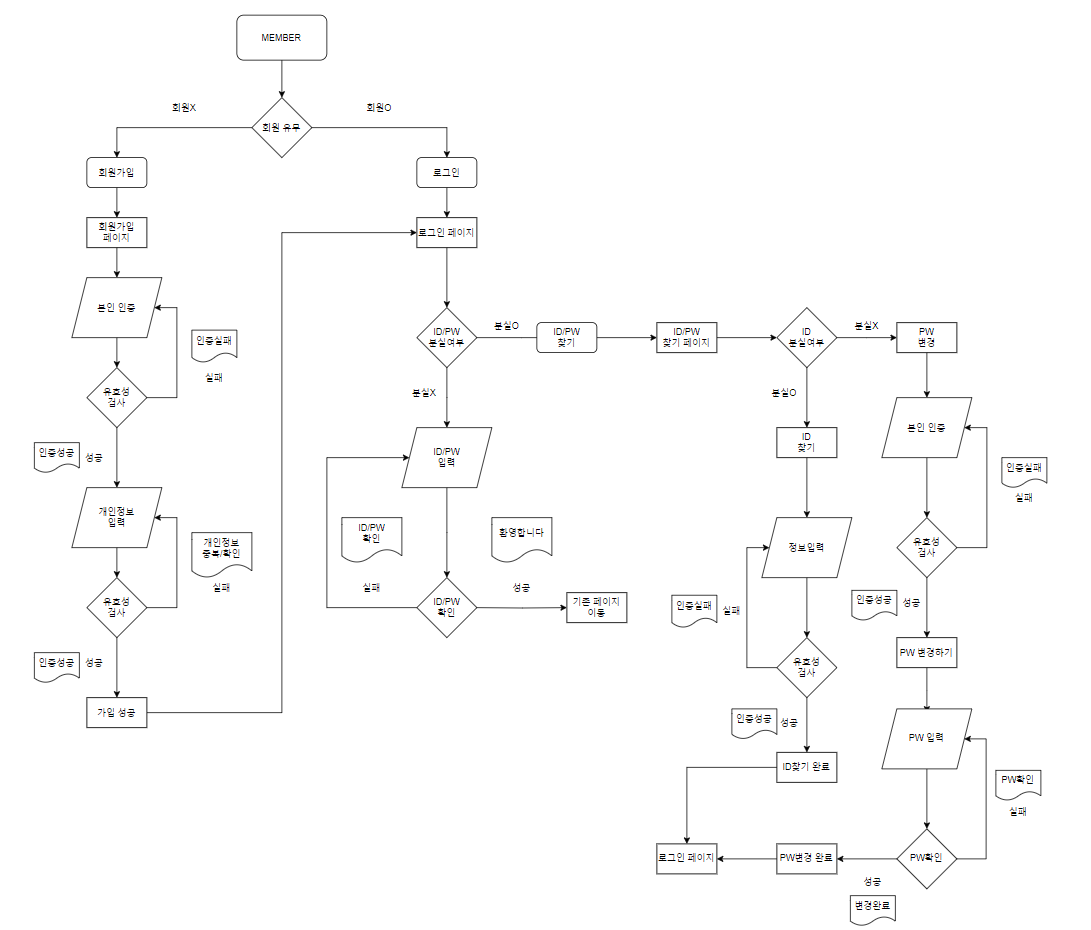 MEMBER
회원X
회원O
회원 유무
회원가입
로그인
회원가입
페이지
로그인 페이지
본인 인증
인증실패
실패
유효성
검사
인증성공
성공
개인정보
입력
개인정보
중복/확인
실패
유효성
검사
인증성공
성공
가입 성공
ID/PW
분실여부
분실O
ID/PW
찾기
ID/PW
찾기 페이지
분실X
ID/PW
입력
ID/PW
확인
실패
환영합니다
성공
ID/PW
확인
기존 페이지
이동
ID
분실여부
분실X
PW
변경
분실O
ID
찾기
정보입력
인증실패
실패
유효성
검사
인증성공
성공
ID찾기 완료
로그인 페이지
본인 인증
인증실패
실패
유효성
검사
인증성공
성공
PW 변경하기
PW 입력
PW확인
실패
PW확인
PW변경 완료
성공
변경완료